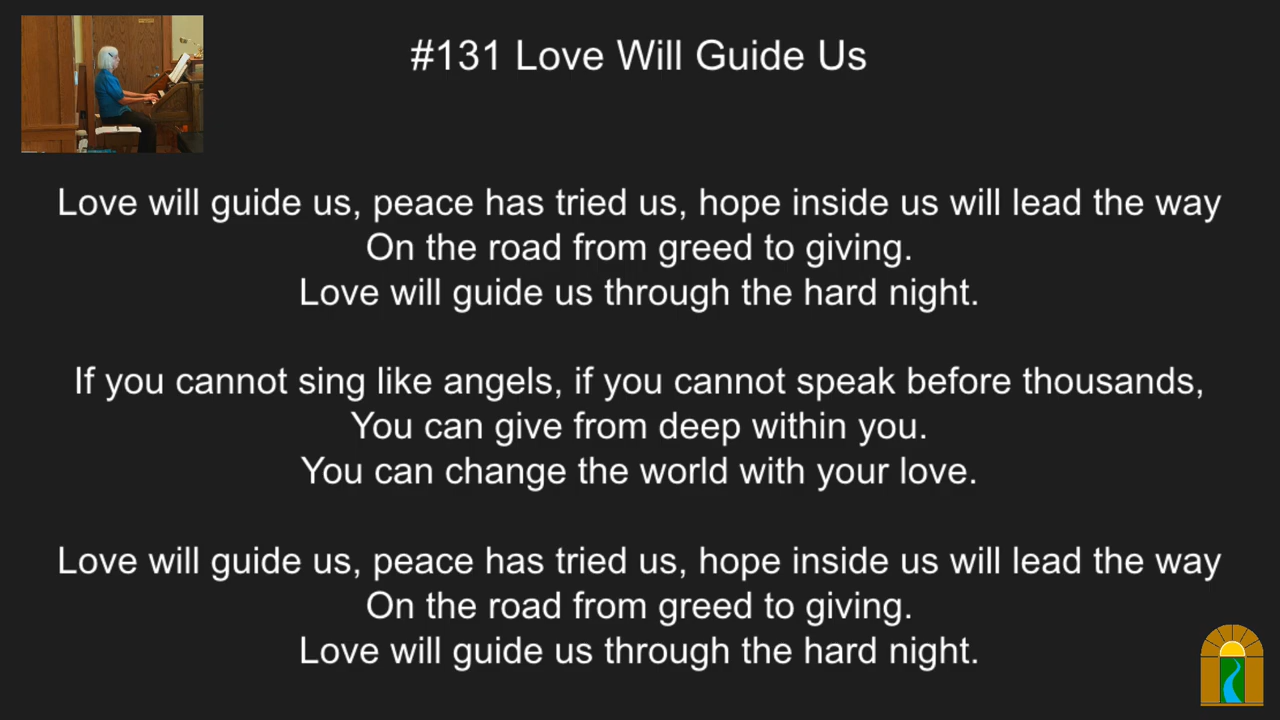 #131 Love Will Guide Us
Love will guide us, peace has tried us, hope inside us will lead the way
On the road from greed to giving.
Love will guide us through the hard night.
If you cannot sing like angels, if you cannot speak before thousands,
You can give from deep within you.
You can change the world with your love.
Love will guide us, peace has tried us, hope inside us will lead the way
On the road from greed to giving.
Love will guide us through the hard night.